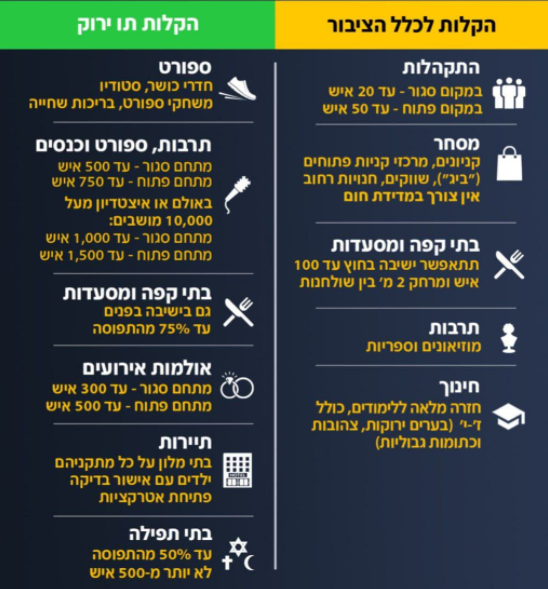 הקלות לכלל הציבור
התקהלות
במקום סגור - עד 20 איש
במקום פתוח - עד 50 איש
מסחר
קניונים, מרכזי קניות פתוחים
("ביג"), שווקים, חנויות רחוב
אין צורך במדידת חום
בתי קפה ומסעדות
תתאפשר ישיבה בחוץ עד 100
איש ומרחק 2 מ' בין שולחנות
תרבות
מוזיאונים וספריות
חינוך
חזרה מלאה ללימודים, כולל
ז'-י' (בערים ירוקות, צהובות
וכתומות גבוליות)
הקלות תו ירוק
ספורט
חדרי כושר, סטודיו
משחקי ספורט, בריכות שחייה
תרבות, ספורט וכנסים
מתחם סגור - עד 500 איש
מתחם פתוח - עד 750 איש
באולם או איצטדיון מעל
10,000 מושבים:
מתחם סגור - עד 1,000 איש
מתחם פתוח - עד 1,500 איש
בתי קפה ומסעדות
גם בישיבה בפנים
עד 75% מהתפוסה
אולמות אירועים
מתחם סגור - עד 300 איש
מתחם פתוח - עד 500 איש
תיירות
בתי מלון על כל מתקניהם
ילדים עם אישור בדיקה
פתיחת אטרקציות
HOTEL
בתי תפילה
עד 50% מהתפוסה
לא יותר מ-500 איש